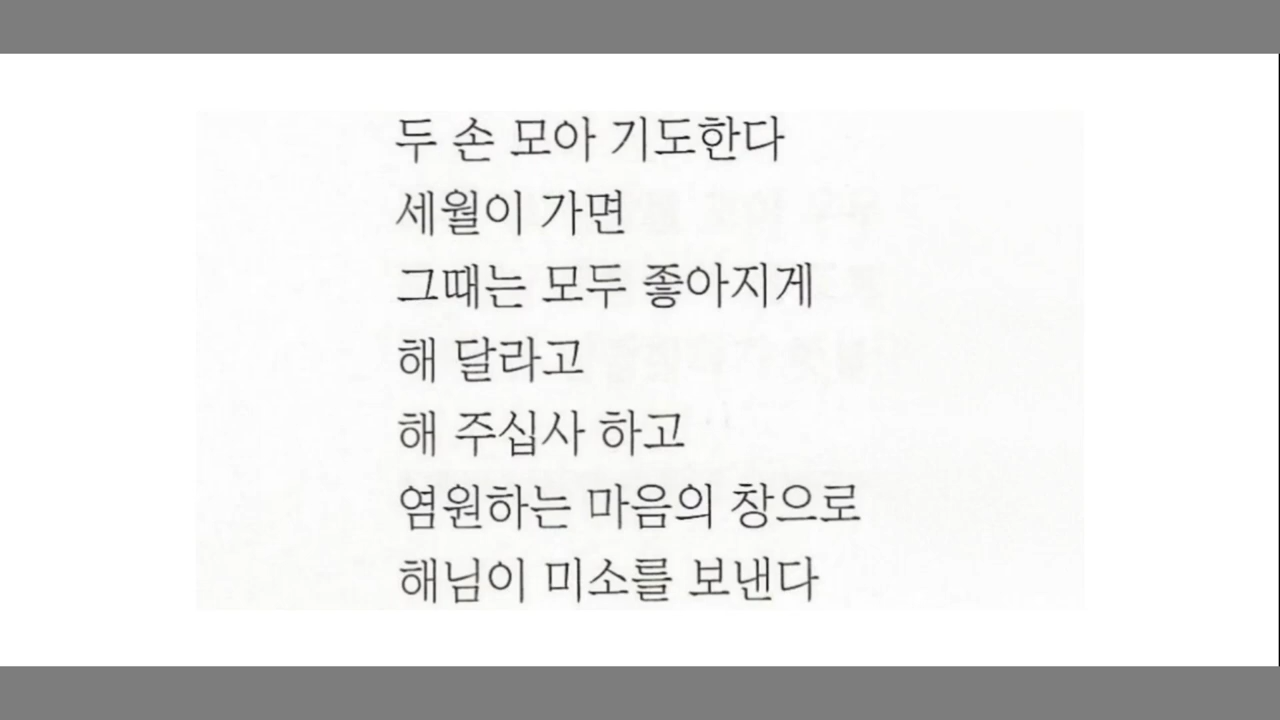 두 손 모아 기도한다
세월이 가면
그때는 모두 좋아지게
해 달라고
해 주십사 하고
염원하는 마음의 창으로
해님이 미소를 보낸다